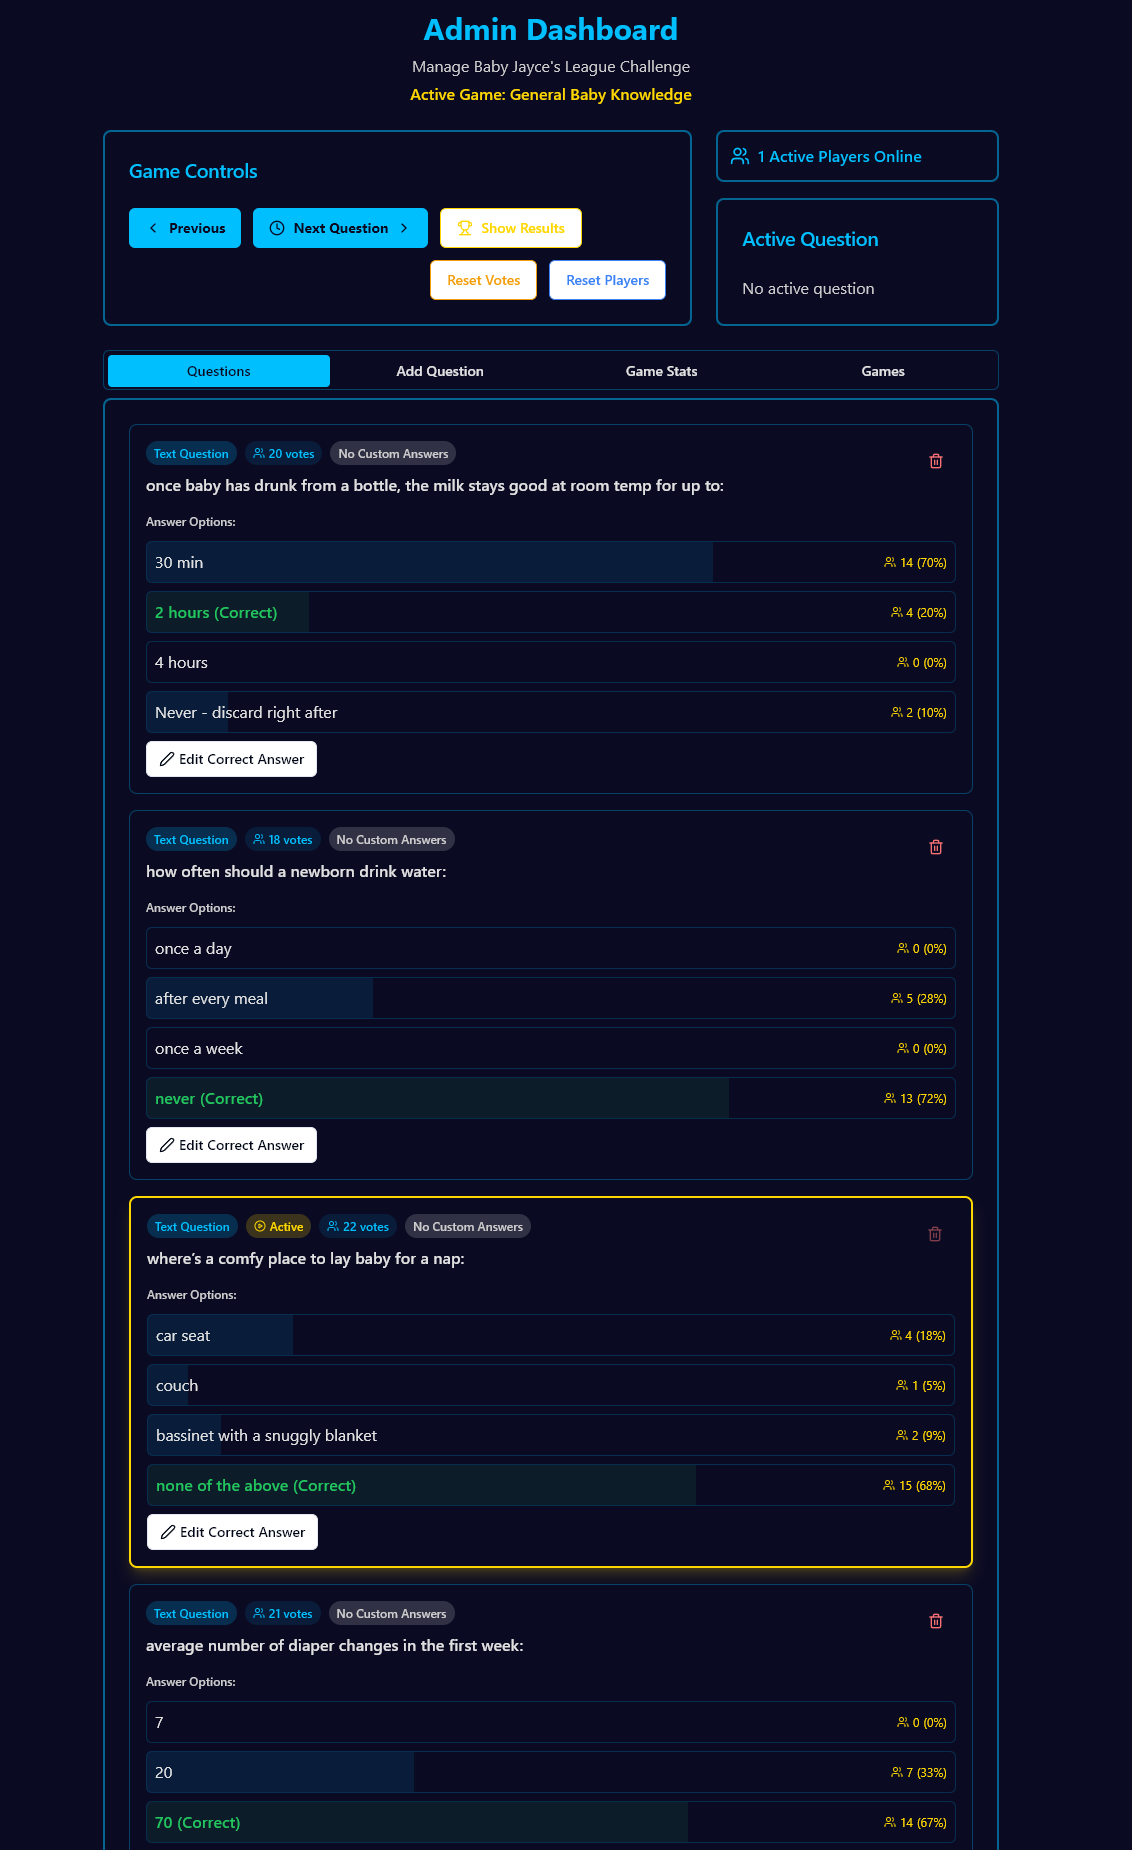 Admin Dashboard
Manage Baby Jayce's League Challenge
Active Game: General Baby Knowledge
Game Controls
Previous
Next Question
Show Results
Reset Votes
Reset Players
1 Active Players Online
Active Question
No active question
Questions
Add Question
Game Stats
Games
Text Question
20 votes
No Custom Answers
once baby has drunk from a bottle, the milk stays good at room temp for up to:
Answer Options:
30 min
14 (70%)
2 hours (Correct)
4 (20%)
4 hours
0 (0%)
Never - discard right after
2 (10%)
Edit Correct Answer
Text Question
18 votes
No Custom Answers
how often should a newborn drink water:
Answer Options:
once a day
0 (0%)
after every meal
5 (28%)
once a week
0 (0%)
never (Correct)
13 (72%)
Edit Correct Answer
Text Question
Active
22 votes
No Custom Answers
where's a comfy place to lay baby for a nap:
Answer Options:
car seat
4 (18%)
couch
1 (5%)
bassinet with a snuggly blanket
2 (9%)
none of the above (Correct)
15 (68%)
Edit Correct Answer
Text Question
21 votes
No Custom Answers
average number of diaper changes in the first week:
Answer Options:
7
0 (0%)
20
7 (33%)
70 (Correct)
14 (67%)